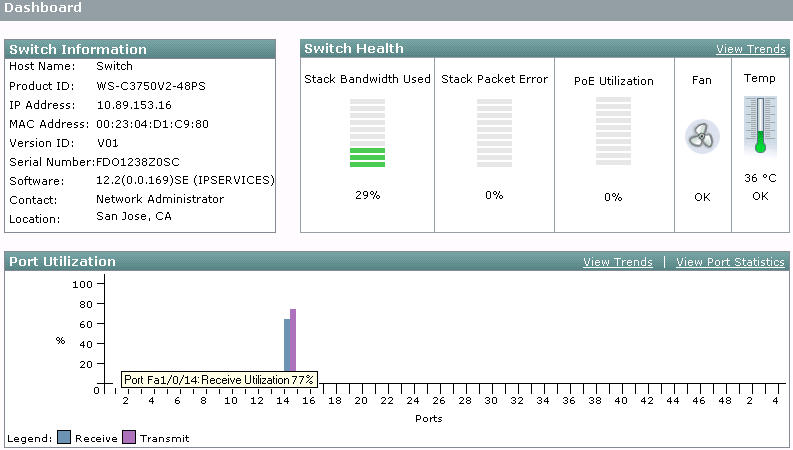 Dashboard
Switch Information
Host Name: Switch
Product ID: WS-C3750V2-48PS
IP Address: 10.89.153.16
MAC Address: 00:23:04:D1:C9:80
Version ID: V01
Serial Number:FDO1238Z0SC
Software: 12.2(0.0.169)SE (IPSERVICES)
Contact: Network Administrator
Location: San Jose, CA
Switch Health View Trends
Stack Bandwidth Used Stack Packet Error PoE Utilization Fan Temp
36 °C
29% 0% 0% OK OK
Port Utilization View Trends | View Port Statistics
100
80
60
%
40
20
Port Fa1/0/14: Receive Utilization 77%
0
2 4 6 8 10 12 14 16 18 20 22 24 26 28 30 32 34 36 38 40 42 44 46 48 2 4
Ports
Legend: Receive Transmit